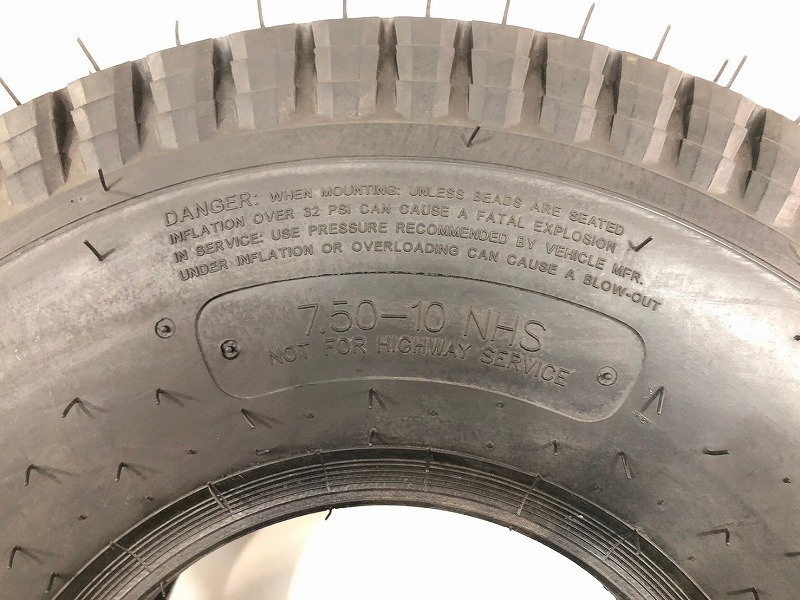 DANGER: WHEN MOUNTING: UNLESS BEADS ARE SEATED
INFLATION OVER 32 PSI CAN CAUSE A FATAL EXPLOSION
IN SERVICE: USE PRESSURE RECOMMENDED BY VEHICLE MFR.
UNDER INFLATION OR OVERLOADING CAN CAUSE A BLOW-OUT
7.50-10 NHS
NOT FOR HIGHWAY SERVICE